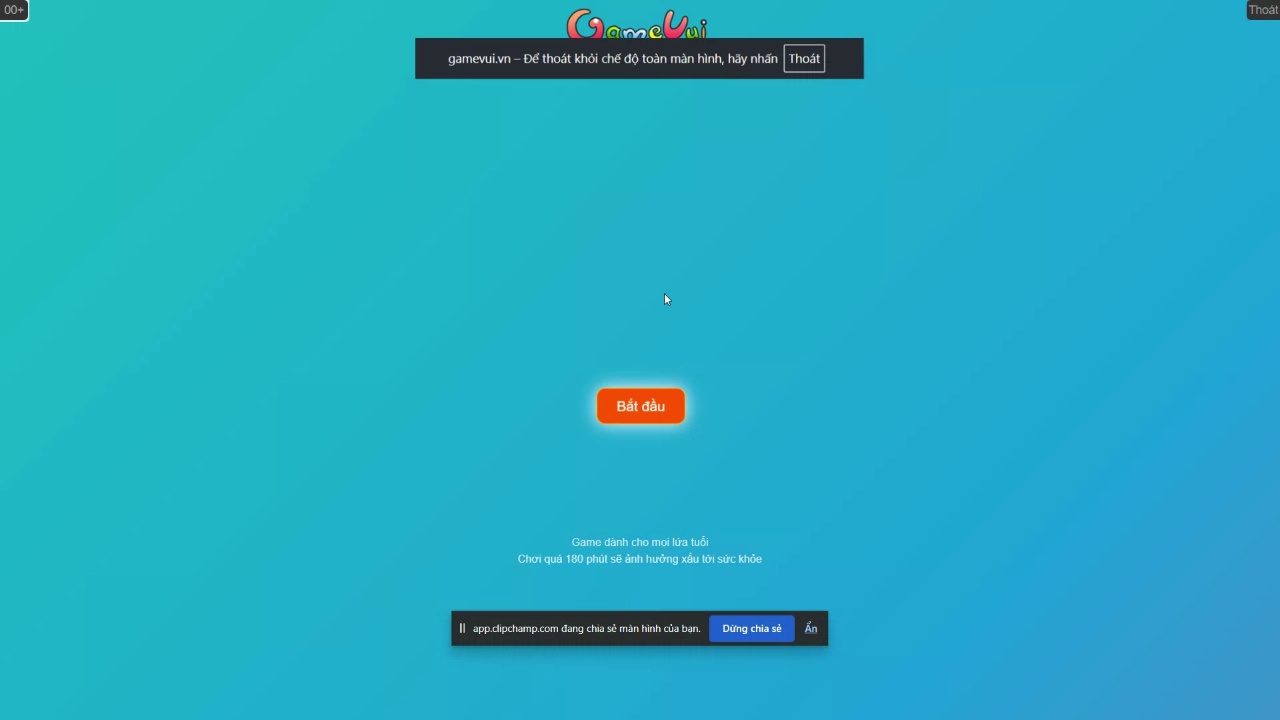 00+
Thoát
GameVui
gamevui.vn – Để thoát khỏi chế độ toàn màn hình, hãy nhấn Thoát
Bắt đầu
Game dành cho mọi lứa tuổi
Chơi quá 180 phút sẽ ảnh hưởng xấu tới sức khỏe
app.clipchamp.com đang chia sẻ màn hình của bạn. Dừng chia sẻ Ẩn